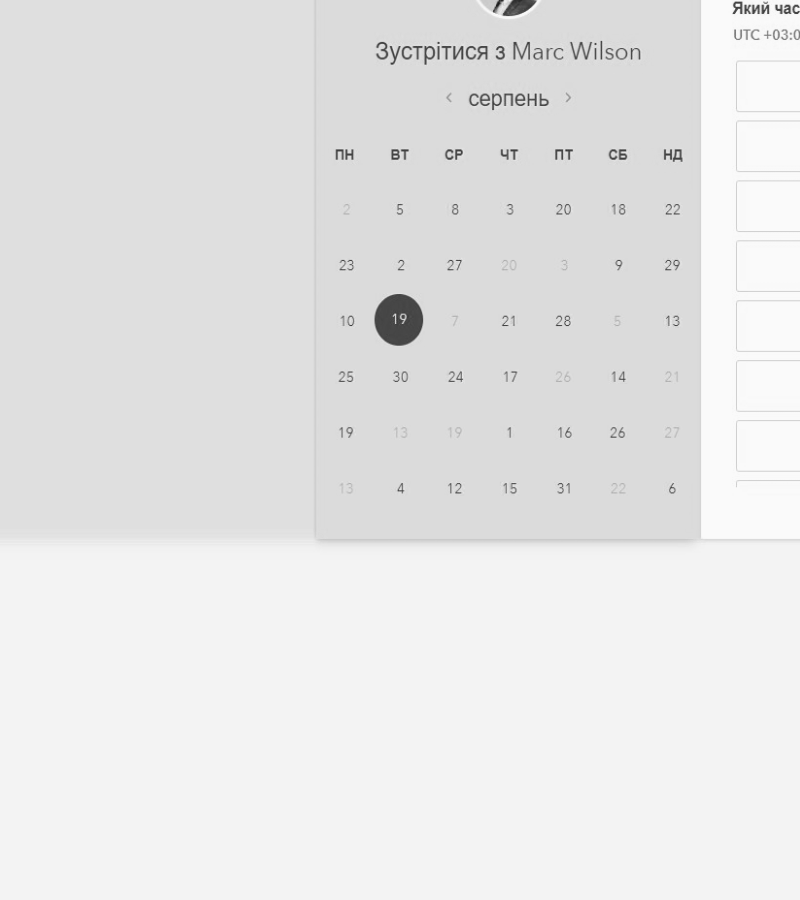 Зустрітися з Marc Wilson
‹ серпень ›
ПН ВТ СР ЧТ ПТ СБ НД
2 5 8 3 20 18 22
23 2 27 20 3 9 29
10 19 7 21 28 5 13
25 30 24 17 26 14 21
19 13 19 1 16 26 27
13 4 12 15 31 22 6
Який час
UTC +03:0